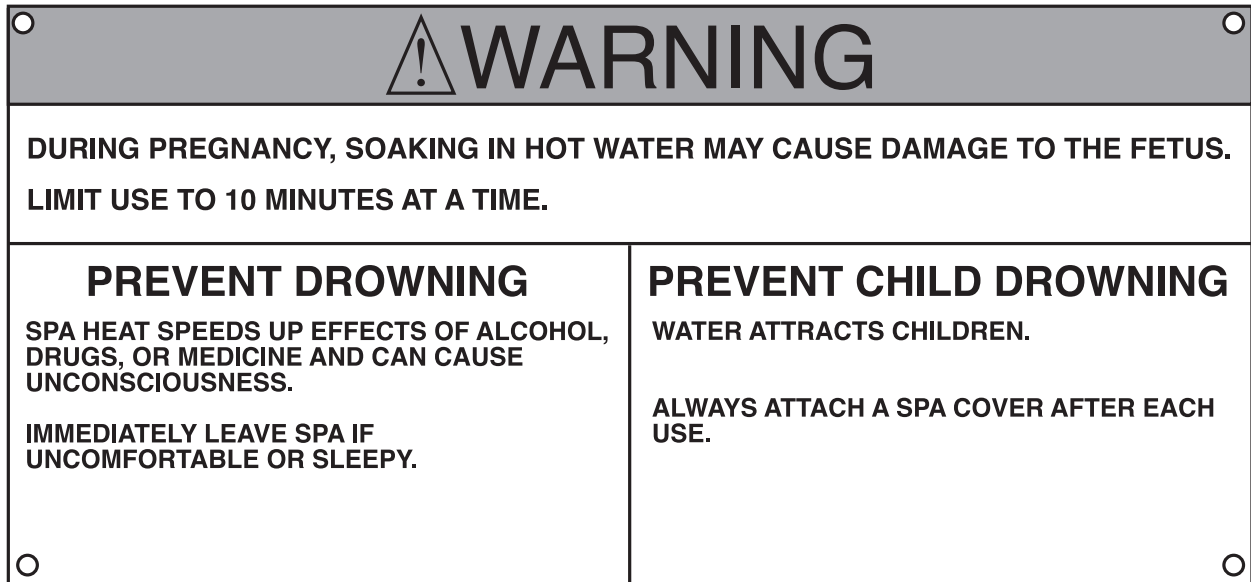 WARNING
DURING PREGNANCY, SOAKING IN HOT WATER MAY CAUSE DAMAGE TO THE FETUS.
LIMIT USE TO 10 MINUTES AT A TIME.
PREVENT DROWNING
SPA HEAT SPEEDS UP EFFECTS OF ALCOHOL,
DRUGS, OR MEDICINE AND CAN CAUSE
UNCONSCIOUSNESS.
IMMEDIATELY LEAVE SPA IF
UNCOMFORTABLE OR SLEEPY.
PREVENT CHILD DROWNING
WATER ATTRACTS CHILDREN.
ALWAYS ATTACH A SPA COVER AFTER EACH
USE.